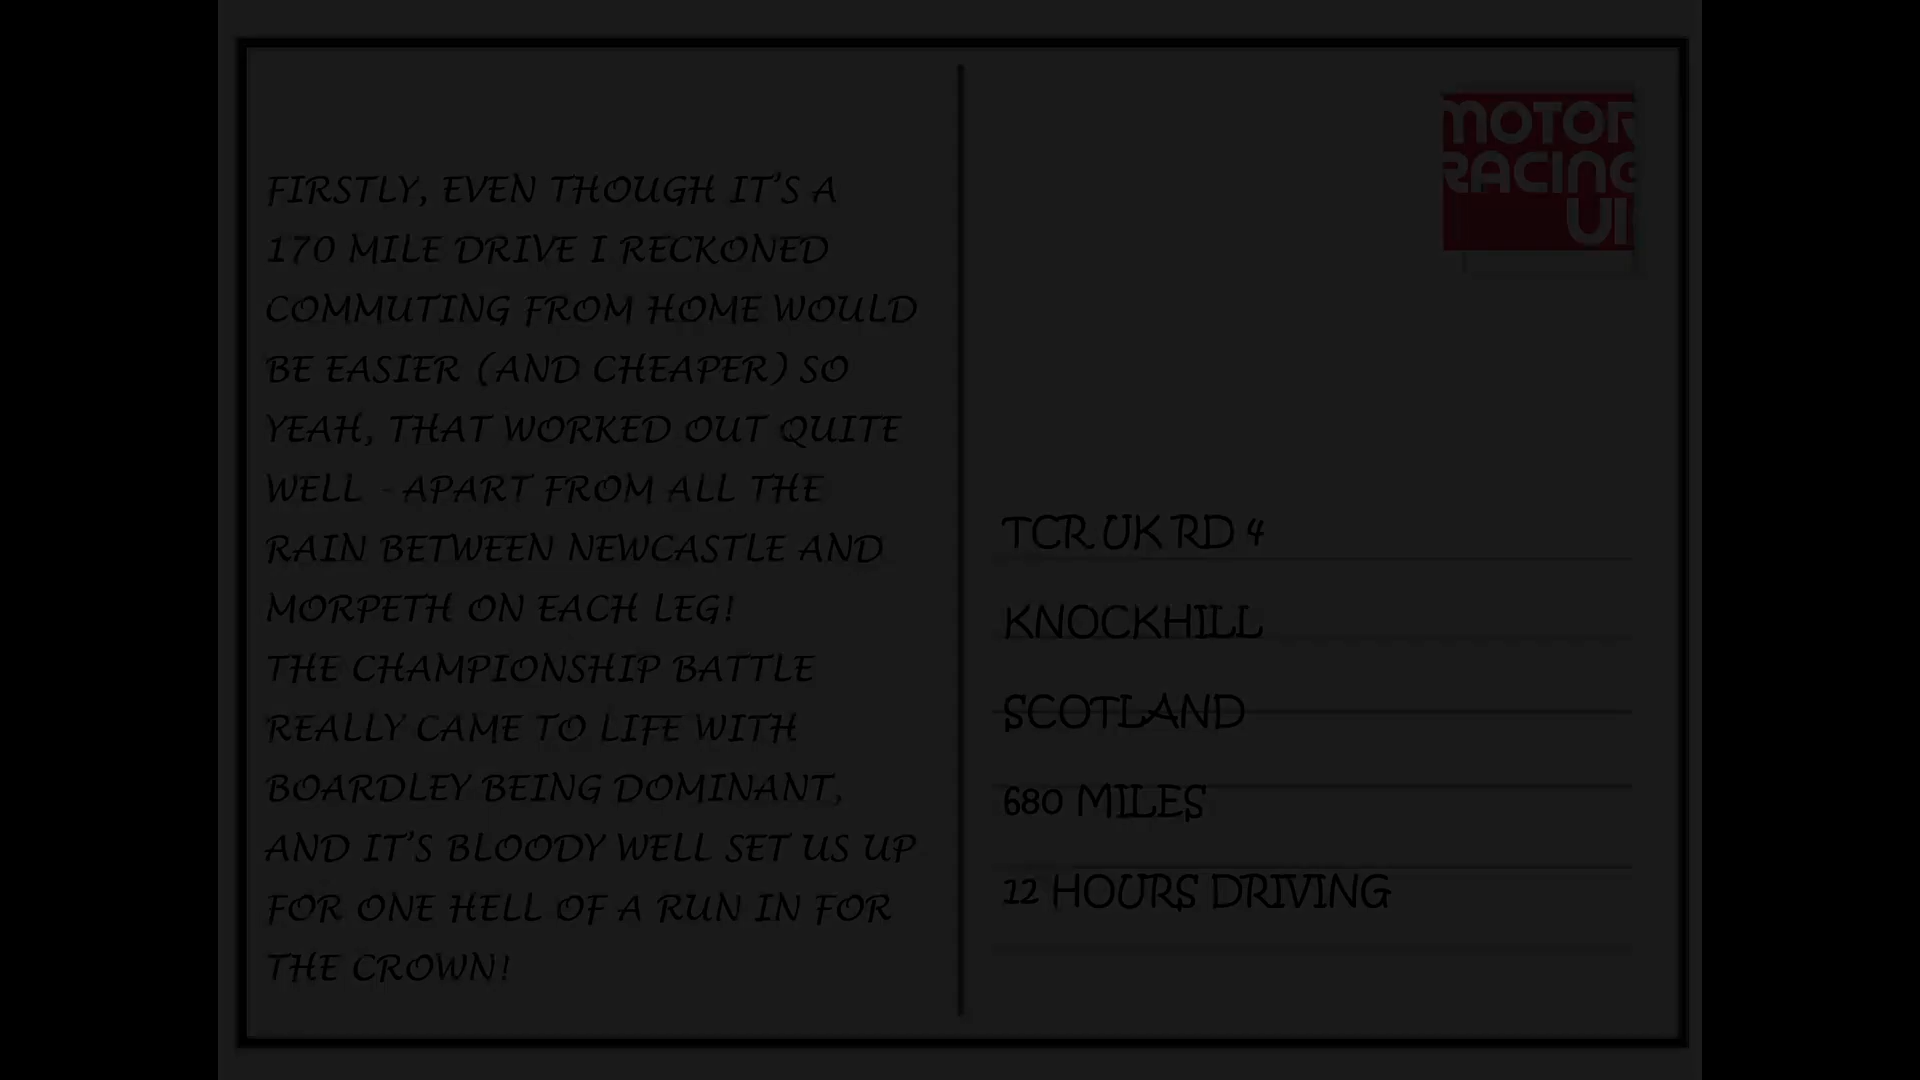 FIRSTLY, EVEN THOUGH IT'S A
170 MILE DRIVE I RECKONED
COMMUTING FROM HOME WOULD
BE EASIER (AND CHEAPER) SO
YEAH, THAT WORKED OUT QUITE
WELL - APART FROM ALL THE
RAIN BETWEEN NEWCASTLE AND
MORPETH ON EACH LEG!
THE CHAMPIONSHIP BATTLE
REALLY CAME TO LIFE WITH
BOARDLEY BEING DOMINANT,
AND IT'S BLOODY WELL SET US UP
FOR ONE HELL OF A RUN IN FOR
THE CROWN!
MOTOR
RACING
UI
TCR UK RD 4
KNOCKHILL
SCOTLAND
680 MILES
12 HOURS DRIVING